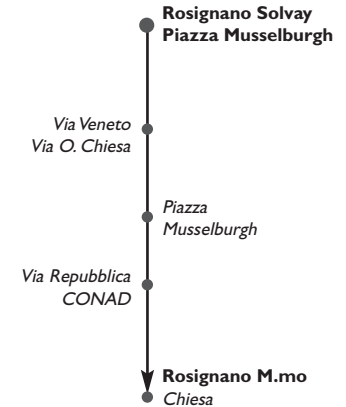 Rosignano Solvay
Piazza Musselburgh
Via Veneto
Via O. Chiesa
Piazza
Musselburgh
Via Repubblica
CONAD
Rosignano M.mo
Chiesa